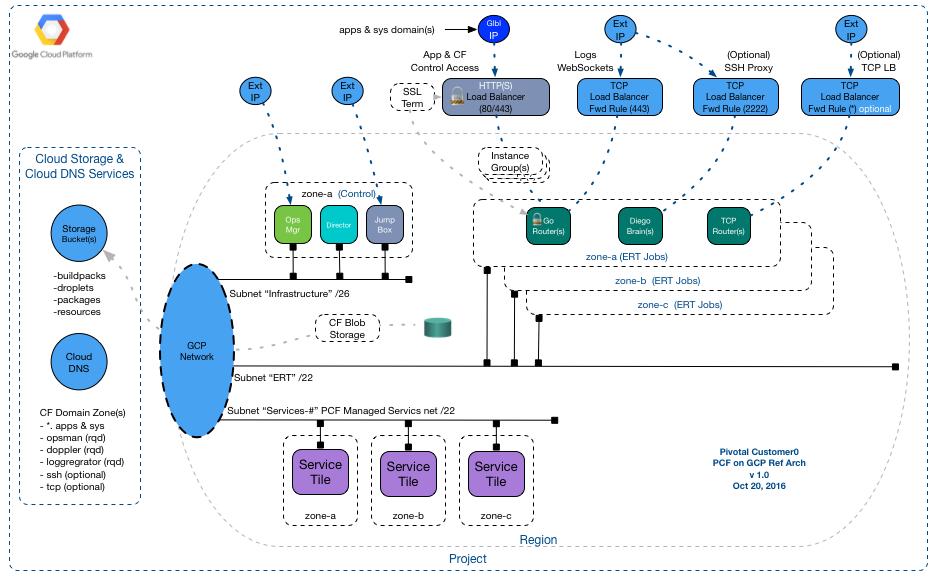 Google Cloud Platform
apps & sys domain(s)
Glbl
IP
Ext
IP
Ext
IP
App & CF
Control Access
Logs
WebSockets
(Optional)
SSH Proxy
(Optional)
TCP LB
Ext
IP
Ext
IP
SSL
Term
HTTP(S)
Load Balancer
(80/443)
TCP
Load Balancer
Fwd Rule (443)
TCP
Load Balancer
Fwd Rule (2222)
TCP
Load Balancer
Fwd Rule (*) optional
Cloud Storage &
Cloud DNS Services
Instance
Group(s)
zone-a (Control)
Ops
Mgr
Director
Jump
Box
Go
Router(s)
Diego
Brain(s)
TCP
Router(s)
Storage
Bucket(s)
zone-a (ERT Jobs)
zone-b (ERT Jobs)
zone-c (ERT Jobs)
-buildpacks
-droplets
-packages
-resources
Subnet “Infrastructure” /26
CF Blob
Storage
GCP
Network
Cloud
DNS
Subnet “ERT” /22
Subnet “Services-#” PCF Managed Servics net /22
CF Domain Zone(s)
- *. apps & sys
- opsman (rqd)
- doppler (rqd)
- loggregrator (rqd)
- ssh (optional)
- tcp (optional)
Service
Tile
Service
Tile
Service
Tile
zone-a
zone-b
zone-c
Pivotal Customer0
PCF on GCP Ref Arch
v 1.0
Oct 20, 2016
Region
Project